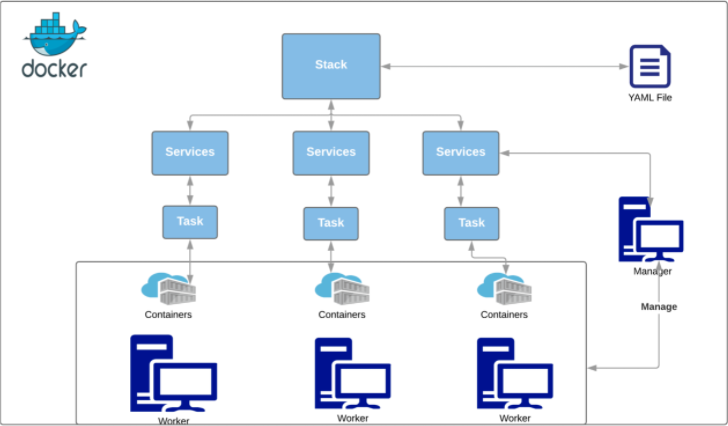 docker
Stack
YAML File
Services
Services
Services
Task
Task
Task
Manager
Manage
Containers
Containers
Containers
Worker
Worker
Worker